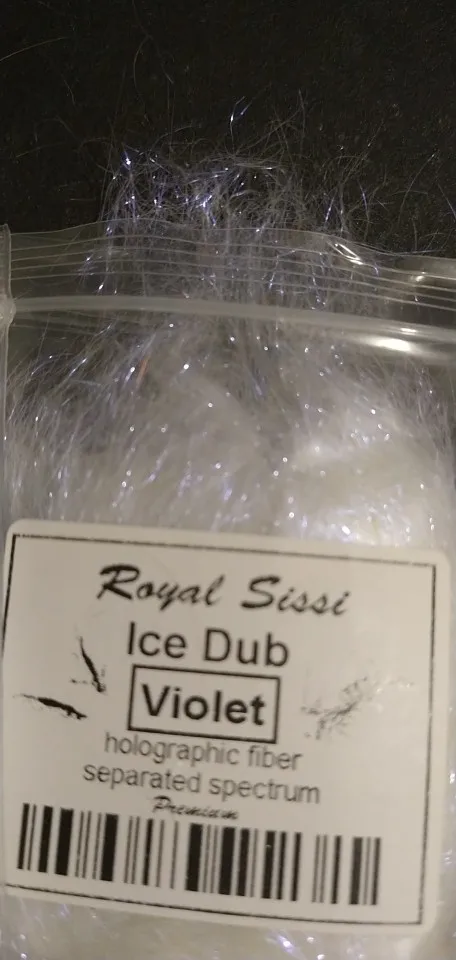 Royal Sissi
Ice Dub
Violet
holographic fiber
separated spectrum
Premium